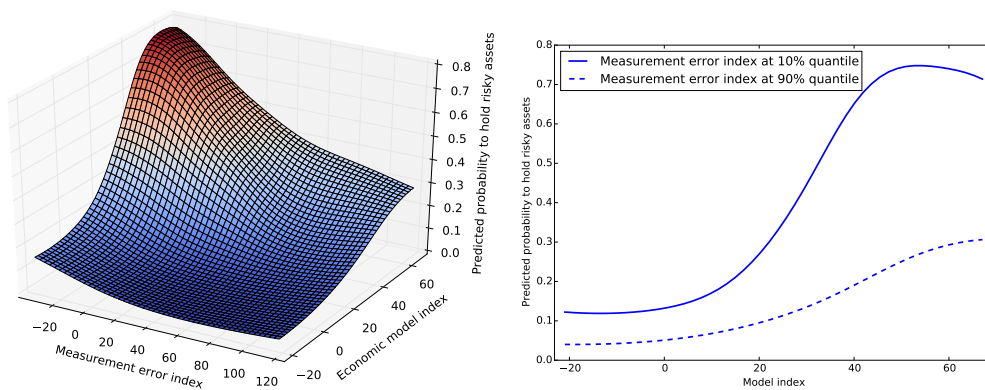 0.8
0.7
0.6
0.5
0.4
0.3
0.2
0.1
0.0
Predicted probability to hold risky assets
−20 0 20 40 60 80 100 120
Measurement error index
−20 0 20 40 60
Economic model index
Measurement error index at 10% quantile
Measurement error index at 90% quantile
0.8
0.7
0.6
0.5
0.4
0.3
0.2
0.1
0.0
Predicted probability to hold risky assets
−20 0 20 40 60
Model index